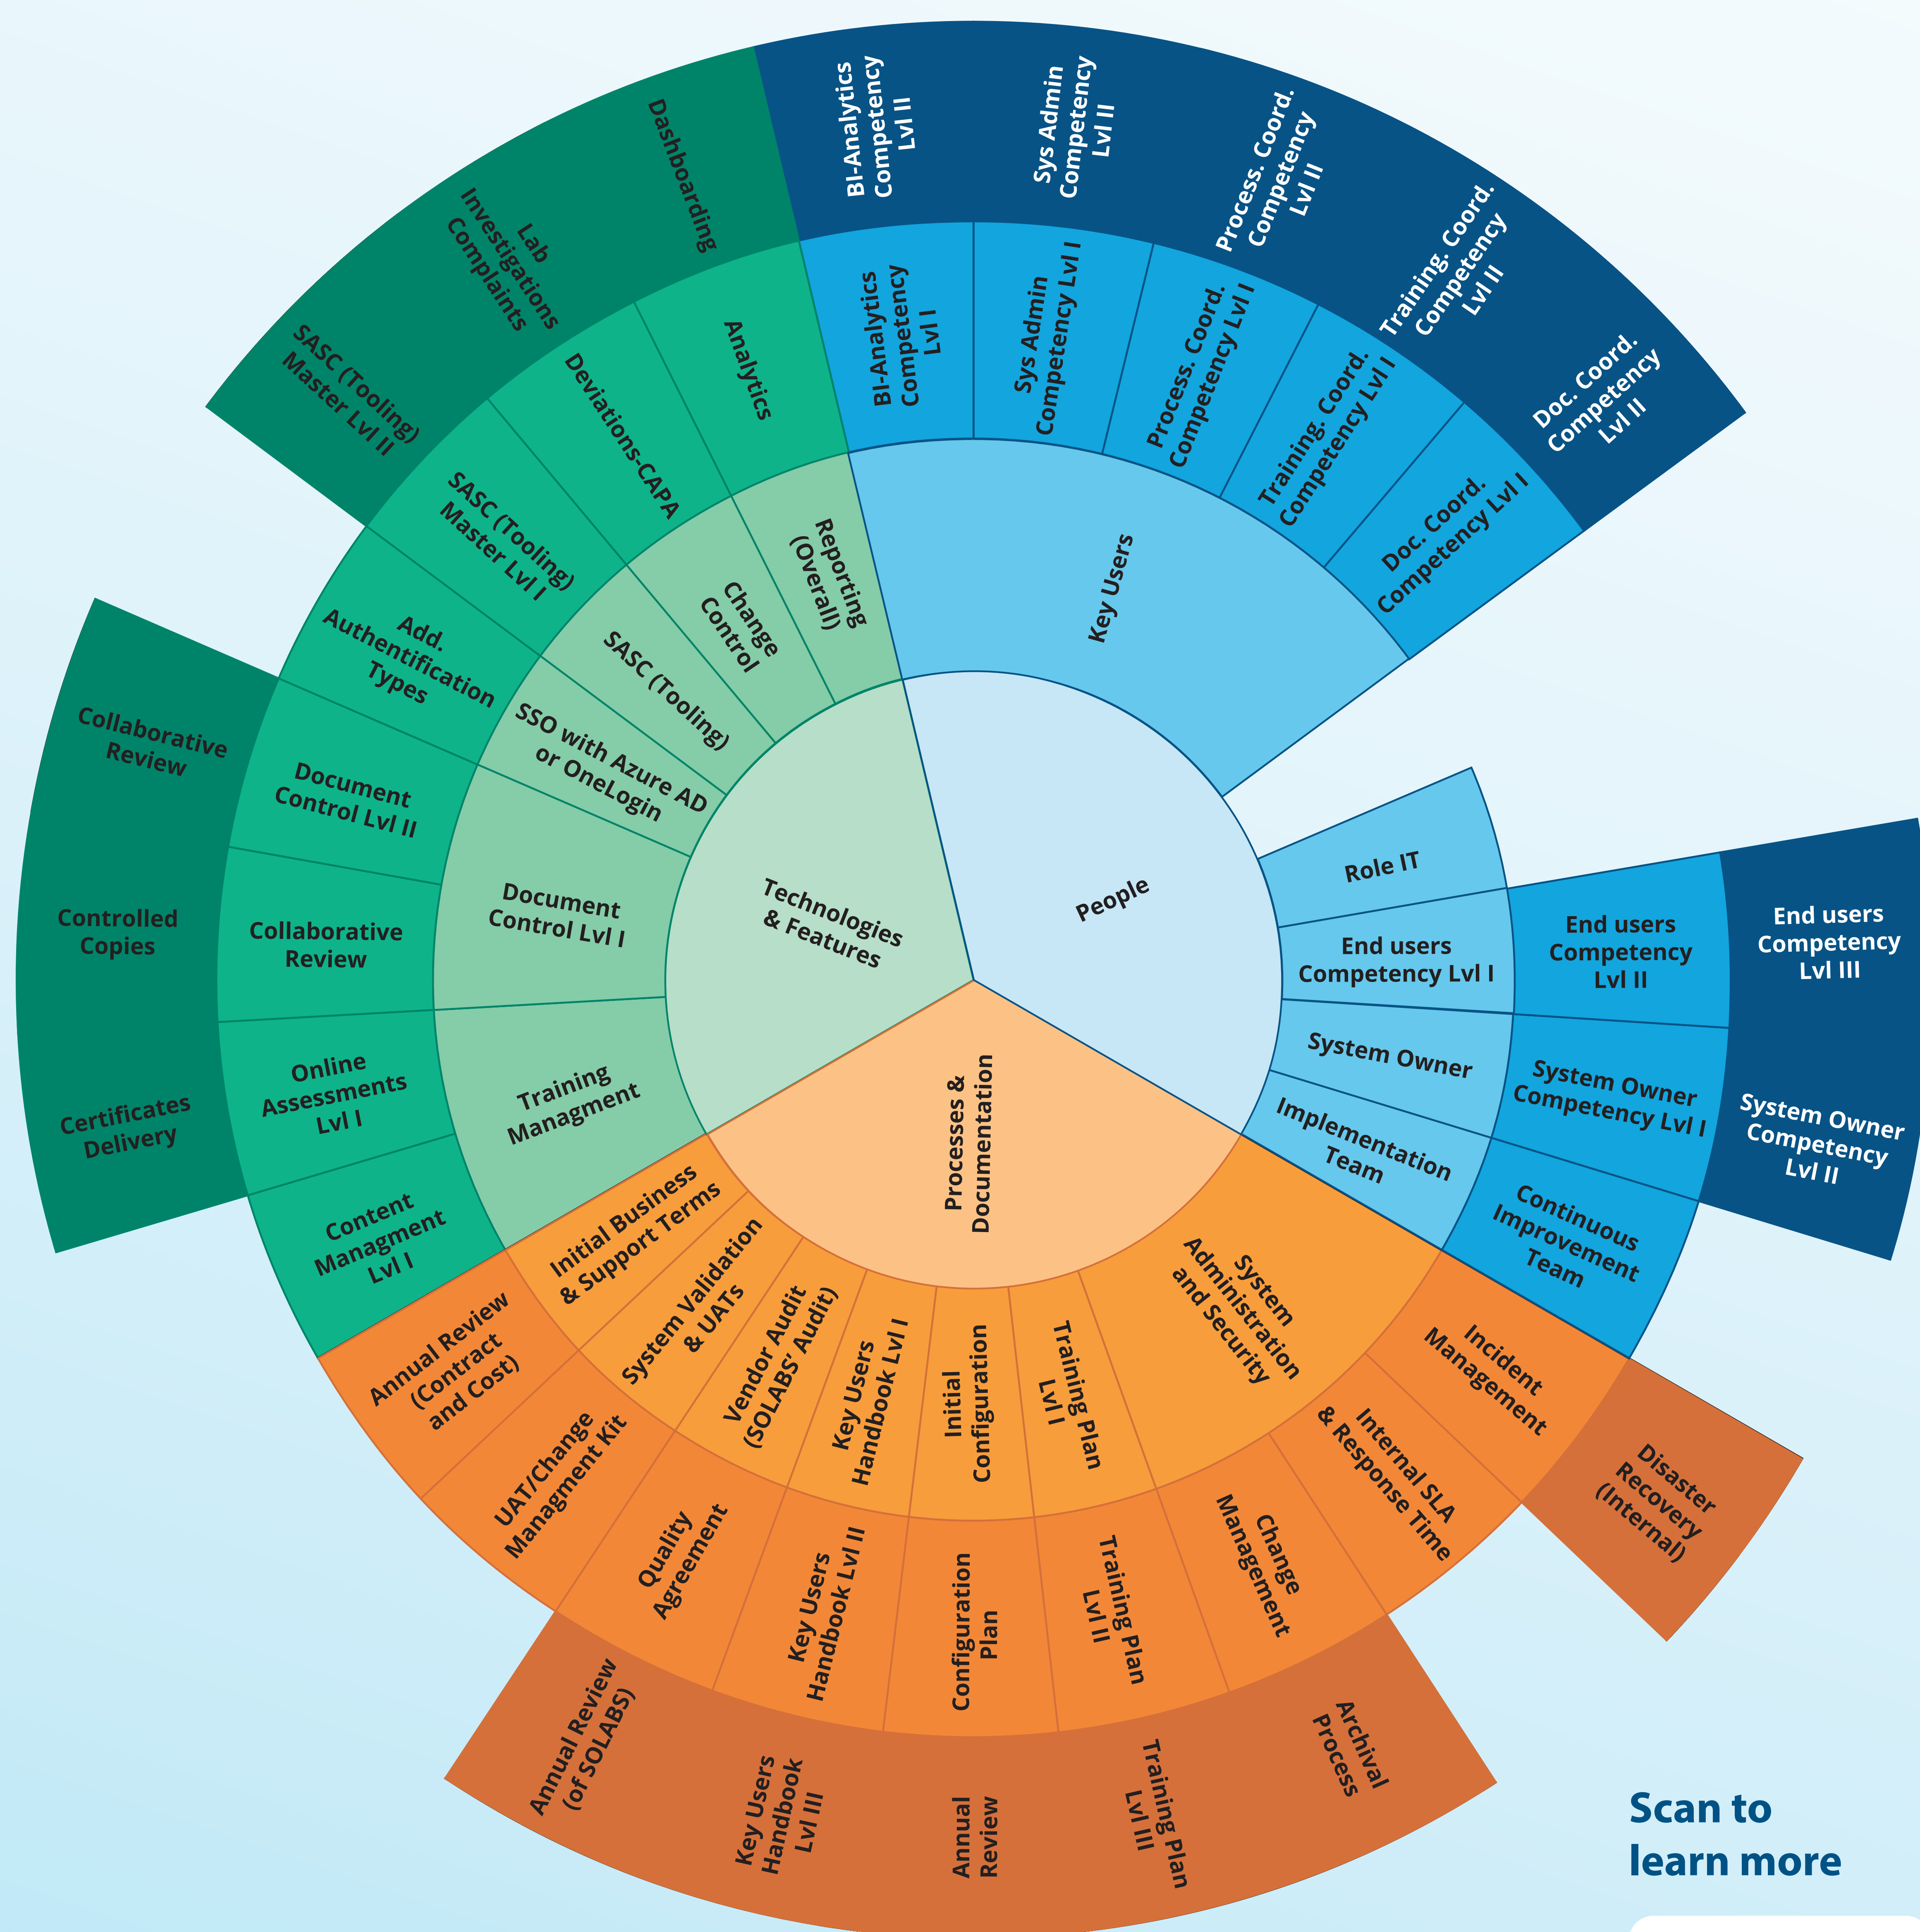 People
Key Users
BI-Analytics
Competency
Lvl I
BI-Analytics
Competency
Lvl II
Sys Admin
Competency Lvl I
Sys Admin
Competency
Lvl II
Process. Coord.
Competency Lvl I
Process. Coord.
Competency
Lvl II
Training. Coord.
Competency Lvl I
Training. Coord.
Competency
Lvl II
Doc. Coord.
Competency Lvl I
Doc. Coord.
Competency
Lvl II
Role IT
End users
Competency Lvl I
End users
Competency
Lvl II
End users
Competency
Lvl III
System Owner
System Owner
Competency Lvl I
System Owner
Competency
Lvl II
Implementation
Team
Continuous
Improvement
Team
Processes &
Documentation
System
Administration
and Security
Incident
Management
Disaster
Recovery
(Internal)
Internal SLA
& Response Time
Change
Management
Archival
Process
Training Plan
Lvl I
Training Plan
Lvl II
Training Plan
Lvl III
Initial
Configuration
Configuration
Plan
Annual
Review
Key Users
Handbook Lvl I
Key Users
Handbook Lvl II
Key Users
Handbook
Lvl III
Vendor Audit
(SOLABS’ Audit)
Quality
Agreement
Annual Review
(of SOLABS)
System Validation
& UATs
UAT/Change
Managment Kit
Initial Business
& Support Terms
Annual Review
(Contract
and Cost)
Technologies
& Features
Training
Managment
Content
Managment
Lvl I
Online
Assessments
Lvl I
Certificates
Delivery
Document
Control Lvl I
Collaborative
Review
Controlled
Copies
Document
Control Lvl II
Collaborative
Review
SSO with Azure AD
or OneLogin
Add.
Authentification
Types
SASC (Tooling)
SASC (Tooling)
Master Lvl I
SASC (Tooling)
Master Lvl II
Change
Control
Deviations-CAPA
Lab
Investigations
Complaints
Reporting
(Overall)
Analytics
Dashboarding
Scan to
learn more